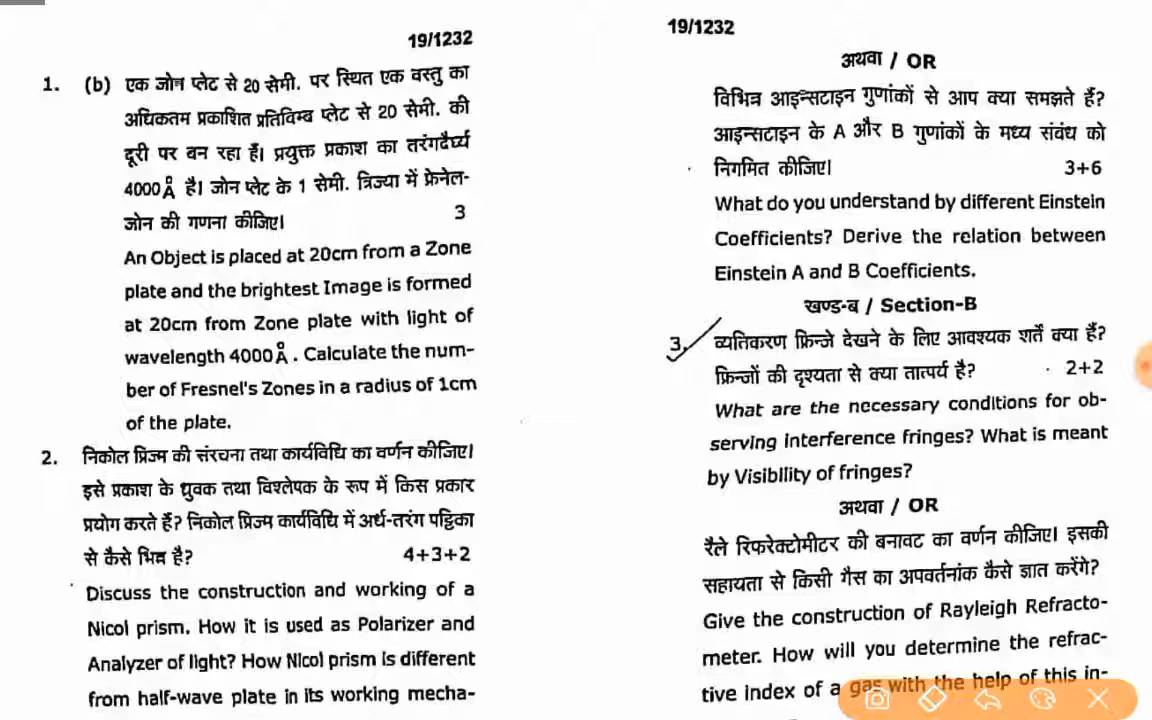 19/1232
1. (b) एक जोन प्लेट से 20 सेमी. पर स्थित एक वस्तु का
अधिकतम प्रकाशित प्रतिविम्ब प्लेट से 20 सेमी. की
दूरी पर बन रहा हैं। प्रयुक्त प्रकाश का तरंगदैर्घ्य
4000Å है। जोन प्लेट के 1 सेमी. त्रिज्या में फ्रेनेल-
जोन की गणना कीजिए। 3
An Object is placed at 20cm from a Zone
plate and the brightest Image is formed
at 20cm from Zone plate with light of
wavelength 4000Å. Calculate the num-
ber of Fresnel's Zones in a radius of 1cm
of the plate.
2. निकोल प्रिज्म की संरचना तथा कार्यविधि का वर्णन कीजिए।
इसे प्रकाश के ध्रुवक तथा विश्लेपक के रूप में किस प्रकार
प्रयोग करते हैं? निकोल प्रिज्म कार्यविधि में अर्ध-तरंग पट्टिका
से कैसे भिन्न है? 4+3+2
Discuss the construction and working of a
Nicol prism. How it is used as Polarizer and
Analyzer of light? How Nicol prism is different
from half-wave plate in its working mecha-
19/1232
अथवा / OR
विभिन्न आइन्सटाइन गुणांकों से आप क्या समझते हैं?
आइन्सटाइन के A और B गुणांकों के मध्य संवंध को
निगमित कीजिए। 3+6
What do you understand by different Einstein
Coefficients? Derive the relation between
Einstein A and B Coefficients.
खण्ड-ब / Section-B
3. व्यतिकरण फ्रिन्जे देखने के लिए आवश्यक शर्तें क्या हैं?
फ्रिन्जों की दृश्यता से क्या तात्पर्य है? 2+2
What are the necessary conditions for ob-
serving interference fringes? What is meant
by Visibility of fringes?
अथवा / OR
रैले रिफरेक्टोमीटर की बनावट का वर्णन कीजिए। इसकी
सहायता से किसी गैस का अपवर्तनांक कैसे ज्ञात करेंगे?
Give the construction of Rayleigh Refracto-
meter. How will you determine the refrac-
tive index of a gas with the help of this in-